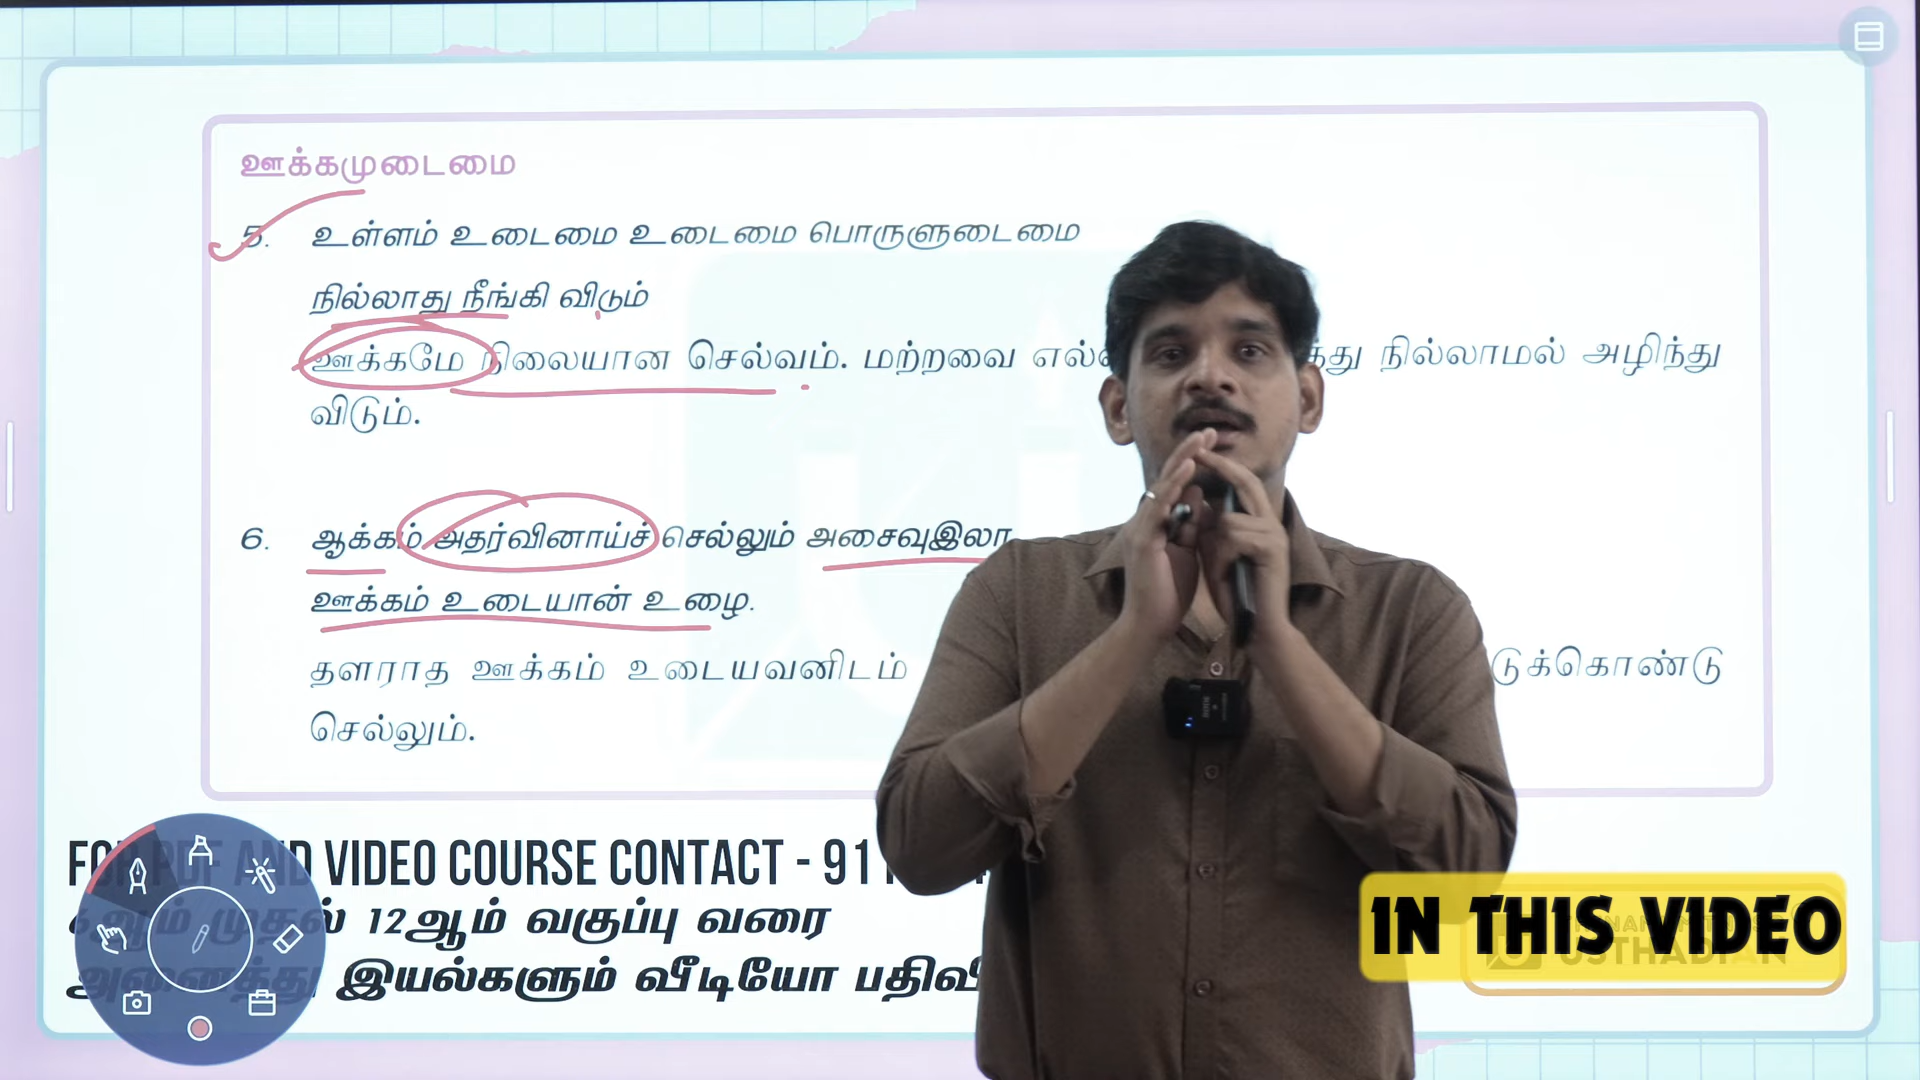 ஊக்கமுடைமை
5. உள்ளம் உடைமை உடைமை பொருளுடைமை
நில்லாது நீங்கி விடும்
ஊக்கமே நிலையான செல்வம். மற்றவை நில்லாமல் அழிந்து
விடும்.
6. ஆக்கம் அதர்வினாய்ச் செல்லும் அசைவுஇலா
ஊக்கம் உடையான் உழை.
தளராத ஊக்கம் உடையவனிடம்
செல்லும்.
VIDEO COURSE CONTACT - 91
12ஆம் வகுப்பு வரை
இயல்களும் வீடியோ
IN THIS VIDEO